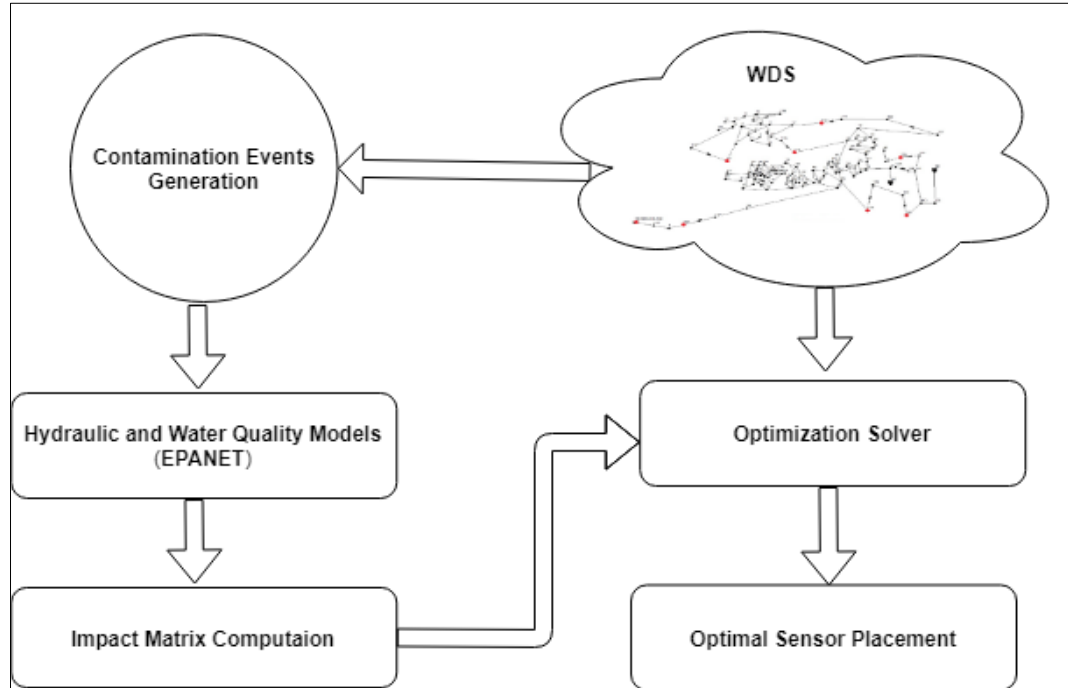 WDS
Contamination Events
Generation
Hydraulic and Water Quality Models
(EPANET)
Optimization Solver
Impact Matrix Computaion
Optimal Sensor Placement